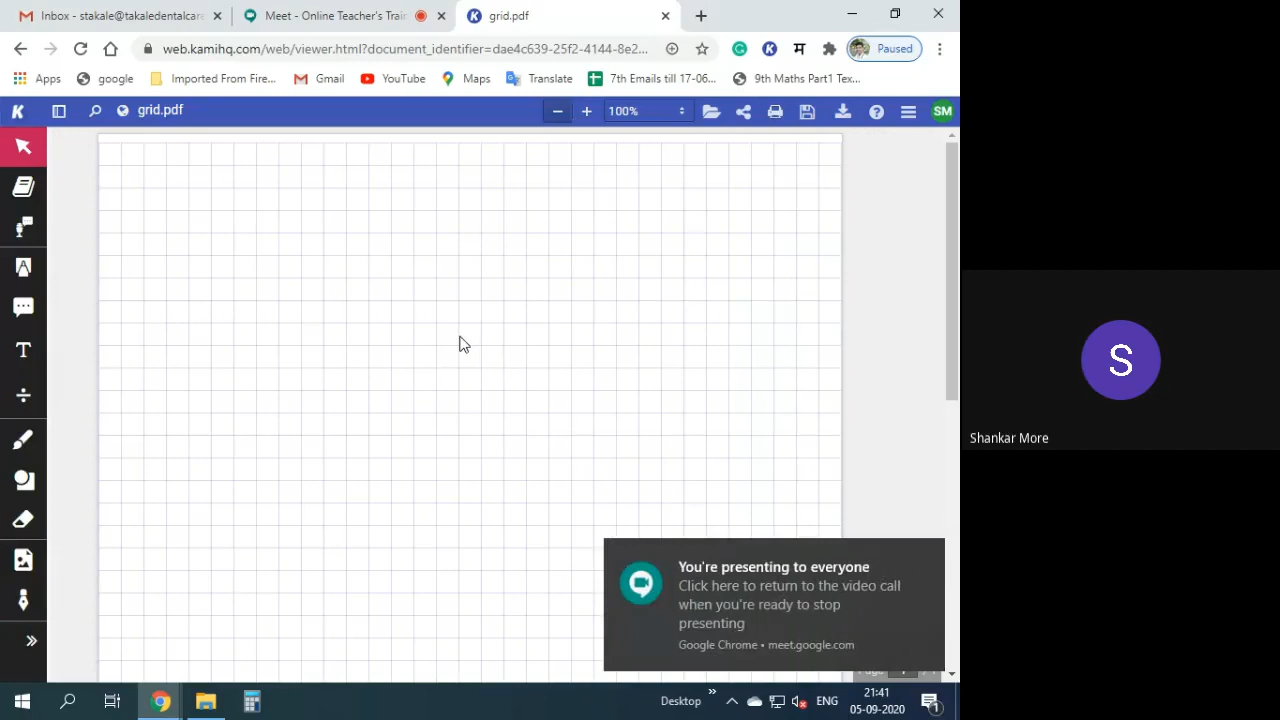 Inbox - stakale@takaledentalcare
Meet - Online Teacher's Train
grid.pdf
web.kamihq.com/web/viewer.html?document_identifier=dae4c639-25f2-4144-8e2...
म
Paused
Apps
google
Imported From Fire...
Gmail
YouTube
Maps
Translate
7th Emails till 17-06...
9th Maths Part1 Tex...
K
grid.pdf
100%
SM
T
S
Shankar More
You're presenting to everyone
Click here to return to the video call
when you're ready to stop
presenting
Google Chrome • meet.google.com
Desktop
ENG
21:41
05-09-2020
1